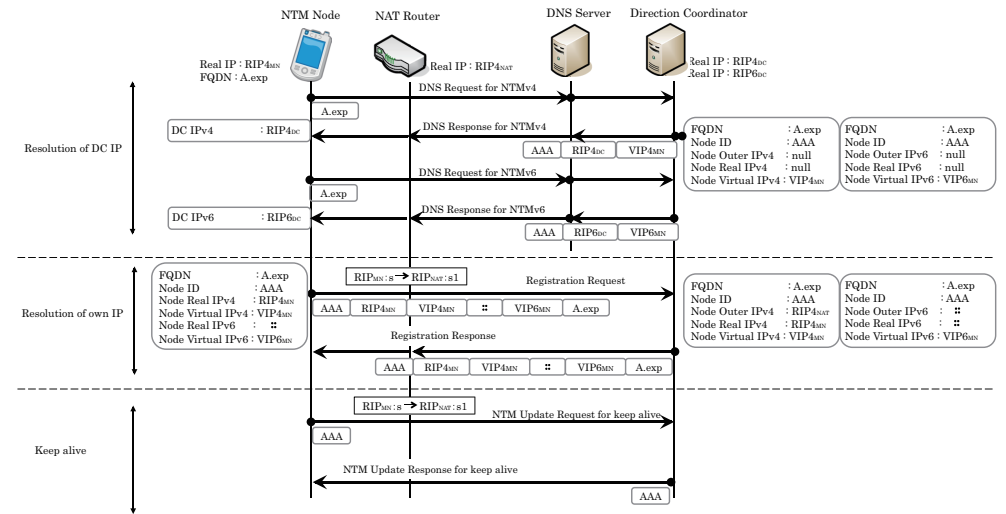 NTM Node
NAT Router
DNS Server
Direction Coordinator
Real IP : RIP4MN
FQDN : A.exp
Real IP : RIP4NAT
Real IP : RIP4DC
Real IP : RIP6DC
Resolution of DC IP
DNS Request for NTMv4
A.exp
DC IPv4 : RIP4DC
DNS Response for NTMv4
AAA RIP4DC VIP4MN
FQDN : A.exp
Node ID : AAA
Node Outer IPv4 : null
Node Real IPv4 : null
Node Virtual IPv4 : VIP4MN
FQDN : A.exp
Node ID : AAA
Node Outer IPv6 : null
Node Real IPv6 : null
Node Virtual IPv6 : VIP6MN
DNS Request for NTMv6
A.exp
DC IPv6 : RIP6DC
DNS Response for NTMv6
AAA RIP6DC VIP6MN
Resolution of own IP
FQDN : A.exp
Node ID : AAA
Node Real IPv4 : RIP4MN
Node Virtual IPv4 : VIP4MN
Node Real IPv6 : ::
Node Virtual IPv6 : VIP6MN
RIPMN:s → RIPNAT:s1
Registration Request
AAA RIP4MN VIP4MN :: VIP6MN A.exp
FQDN : A.exp
Node ID : AAA
Node Outer IPv4 : RIP4NAT
Node Real IPv4 : RIP4MN
Node Virtual IPv4 : VIP4MN
FQDN : A.exp
Node ID : AAA
Node Outer IPv6 : ::
Node Real IPv6 : ::
Node Virtual IPv6 : VIP6MN
Registration Response
AAA RIP4MN VIP4MN :: VIP6MN A.exp
Keep alive
RIPMN:s → RIPNAT:s1
NTM Update Request for keep alive
AAA
NTM Update Response for keep alive
AAA